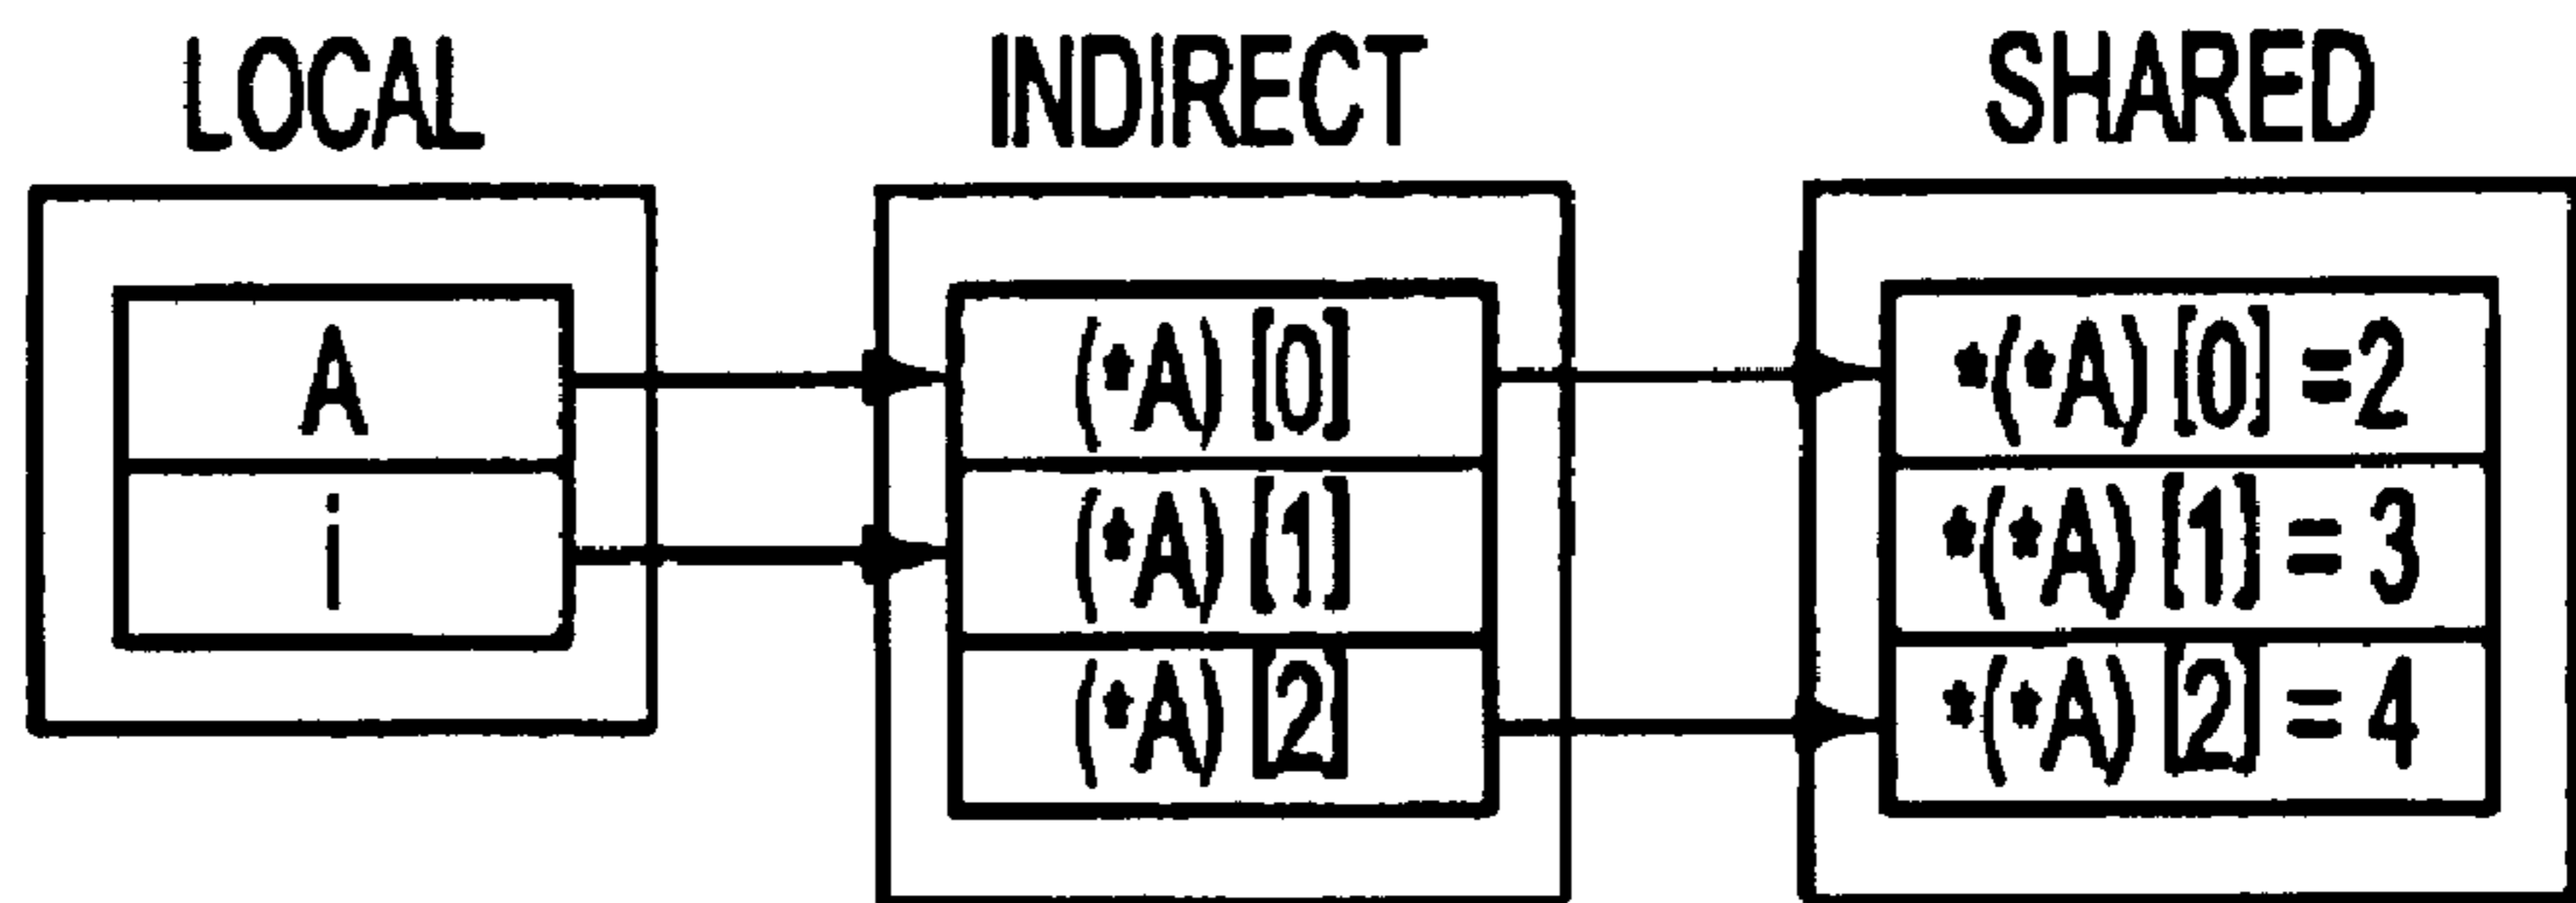 LOCAL
INDIRECT
SHARED
A
i
(*A) [0]
(*A) [1]
(*A) [2]
*(*A) [0] =2
*(*A) [1] = 3
*(*A) [2] = 4